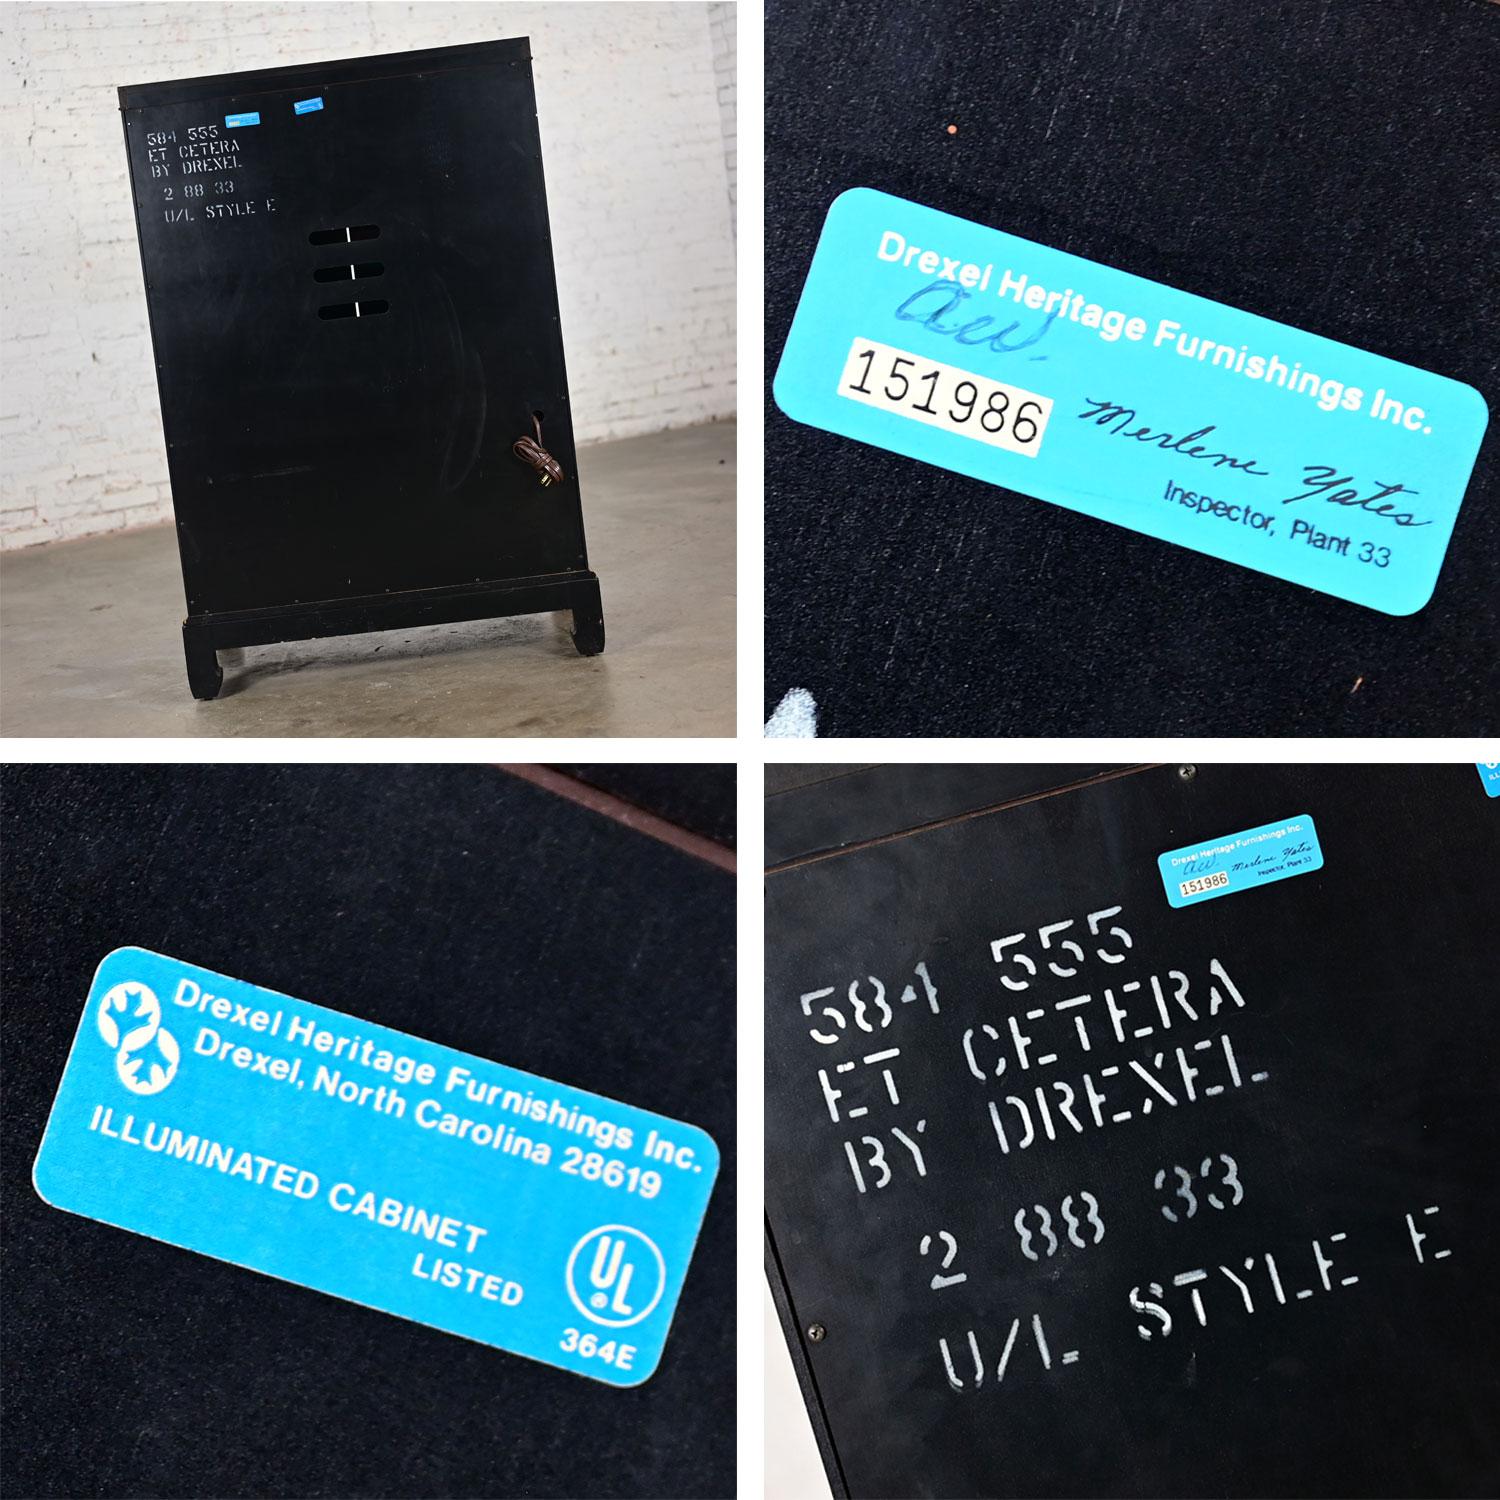 584 555
ET CETERA
BY DREXEL
2 88 33
U/L STYLE E
Drexel Heritage Furnishings Inc.
aw.
151986
Merlene Yates
Inspector, Plant 33
Drexel Heritage Furnishings Inc.
Drexel, North Carolina 28619
ILLUMINATED CABINET
LISTED
UL
®
364E
Drexel Heritage Furnishings Inc.
aw.
151986
Merlene Yates
Inspector, Plant 33
584 555
ET CETERA
BY DREXEL
2 88 33
U/L STYLE E